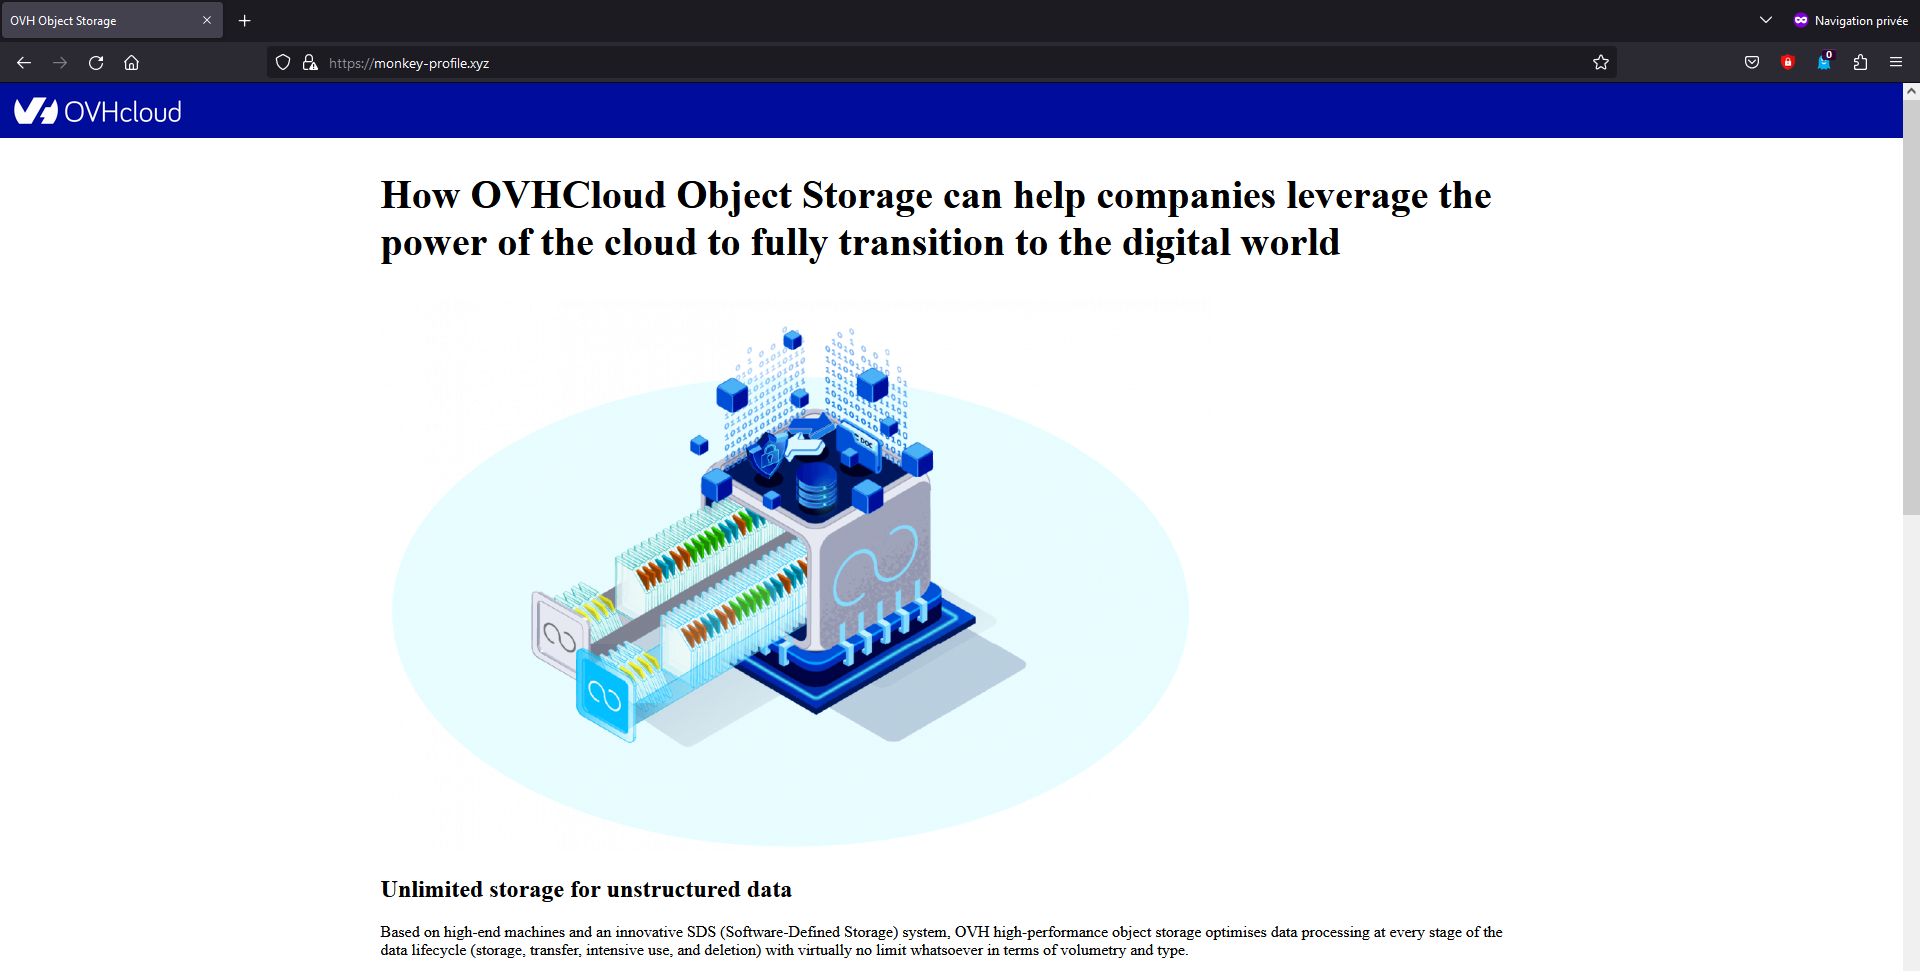 OVH Object Storage
Navigation privée
https://monkey-profile.xyz
0
OVHcloud
How OVHCloud Object Storage can help companies leverage the
power of the cloud to fully transition to the digital world
DOC
Unlimited storage for unstructured data
Based on high-end machines and an innovative SDS (Software-Defined Storage) system, OVH high-performance object storage optimises data processing at every stage of the
data lifecycle (storage, transfer, intensive use, and deletion) with virtually no limit whatsoever in terms of volumetry and type.